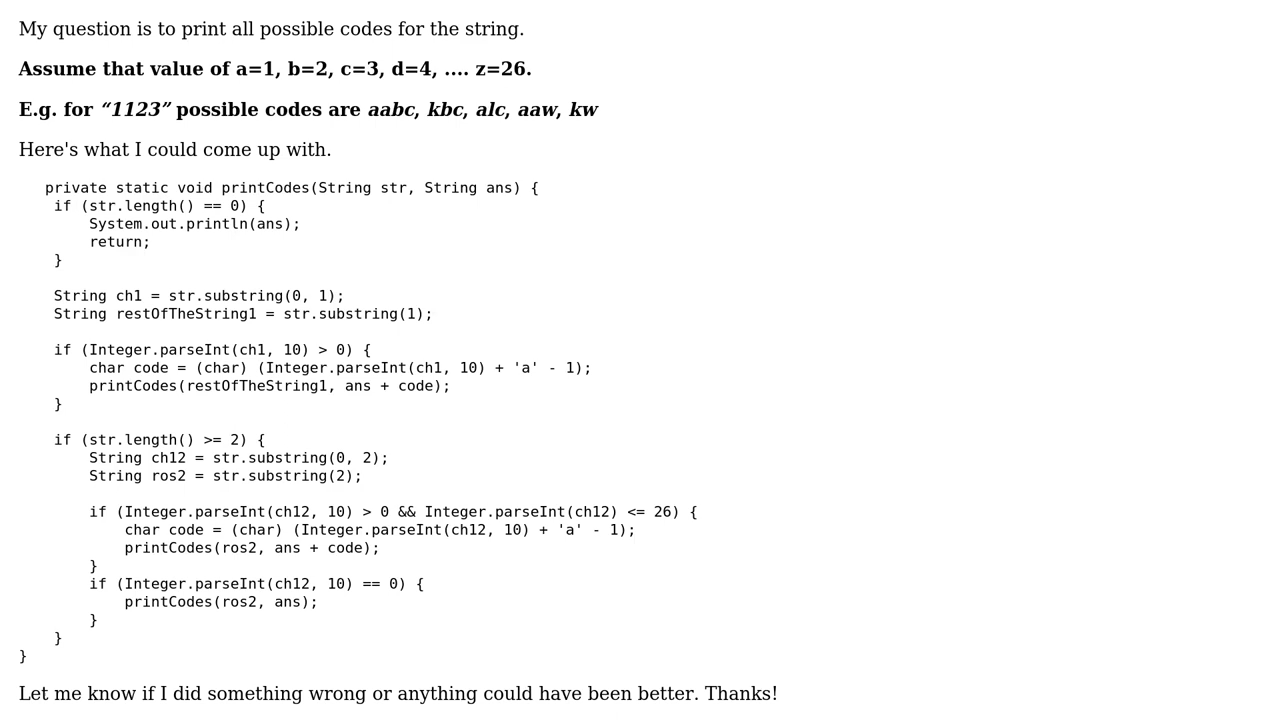 My question is to print all possible codes for the string.
Assume that value of a=1, b=2, c=3, d=4, .... z=26.
E.g. for “1123” possible codes are aabc, kbc, alc, aaw, kw
Here's what I could come up with.
   private static void printCodes(String str, String ans) {
    if (str.length() == 0) {
        System.out.println(ans);
        return;
    }

    String ch1 = str.substring(0, 1);
    String restOfTheString1 = str.substring(1);

    if (Integer.parseInt(ch1, 10) > 0) {
        char code = (char) (Integer.parseInt(ch1, 10) + 'a' - 1);
        printCodes(restOfTheString1, ans + code);
    }

    if (str.length() >= 2) {
        String ch12 = str.substring(0, 2);
        String ros2 = str.substring(2);

        if (Integer.parseInt(ch12, 10) > 0 && Integer.parseInt(ch12) <= 26) {
            char code = (char) (Integer.parseInt(ch12, 10) + 'a' - 1);
            printCodes(ros2, ans + code);
        }
        if (Integer.parseInt(ch12, 10) == 0) {
            printCodes(ros2, ans);
        }
    }
}
Let me know if I did something wrong or anything could have been better. Thanks!